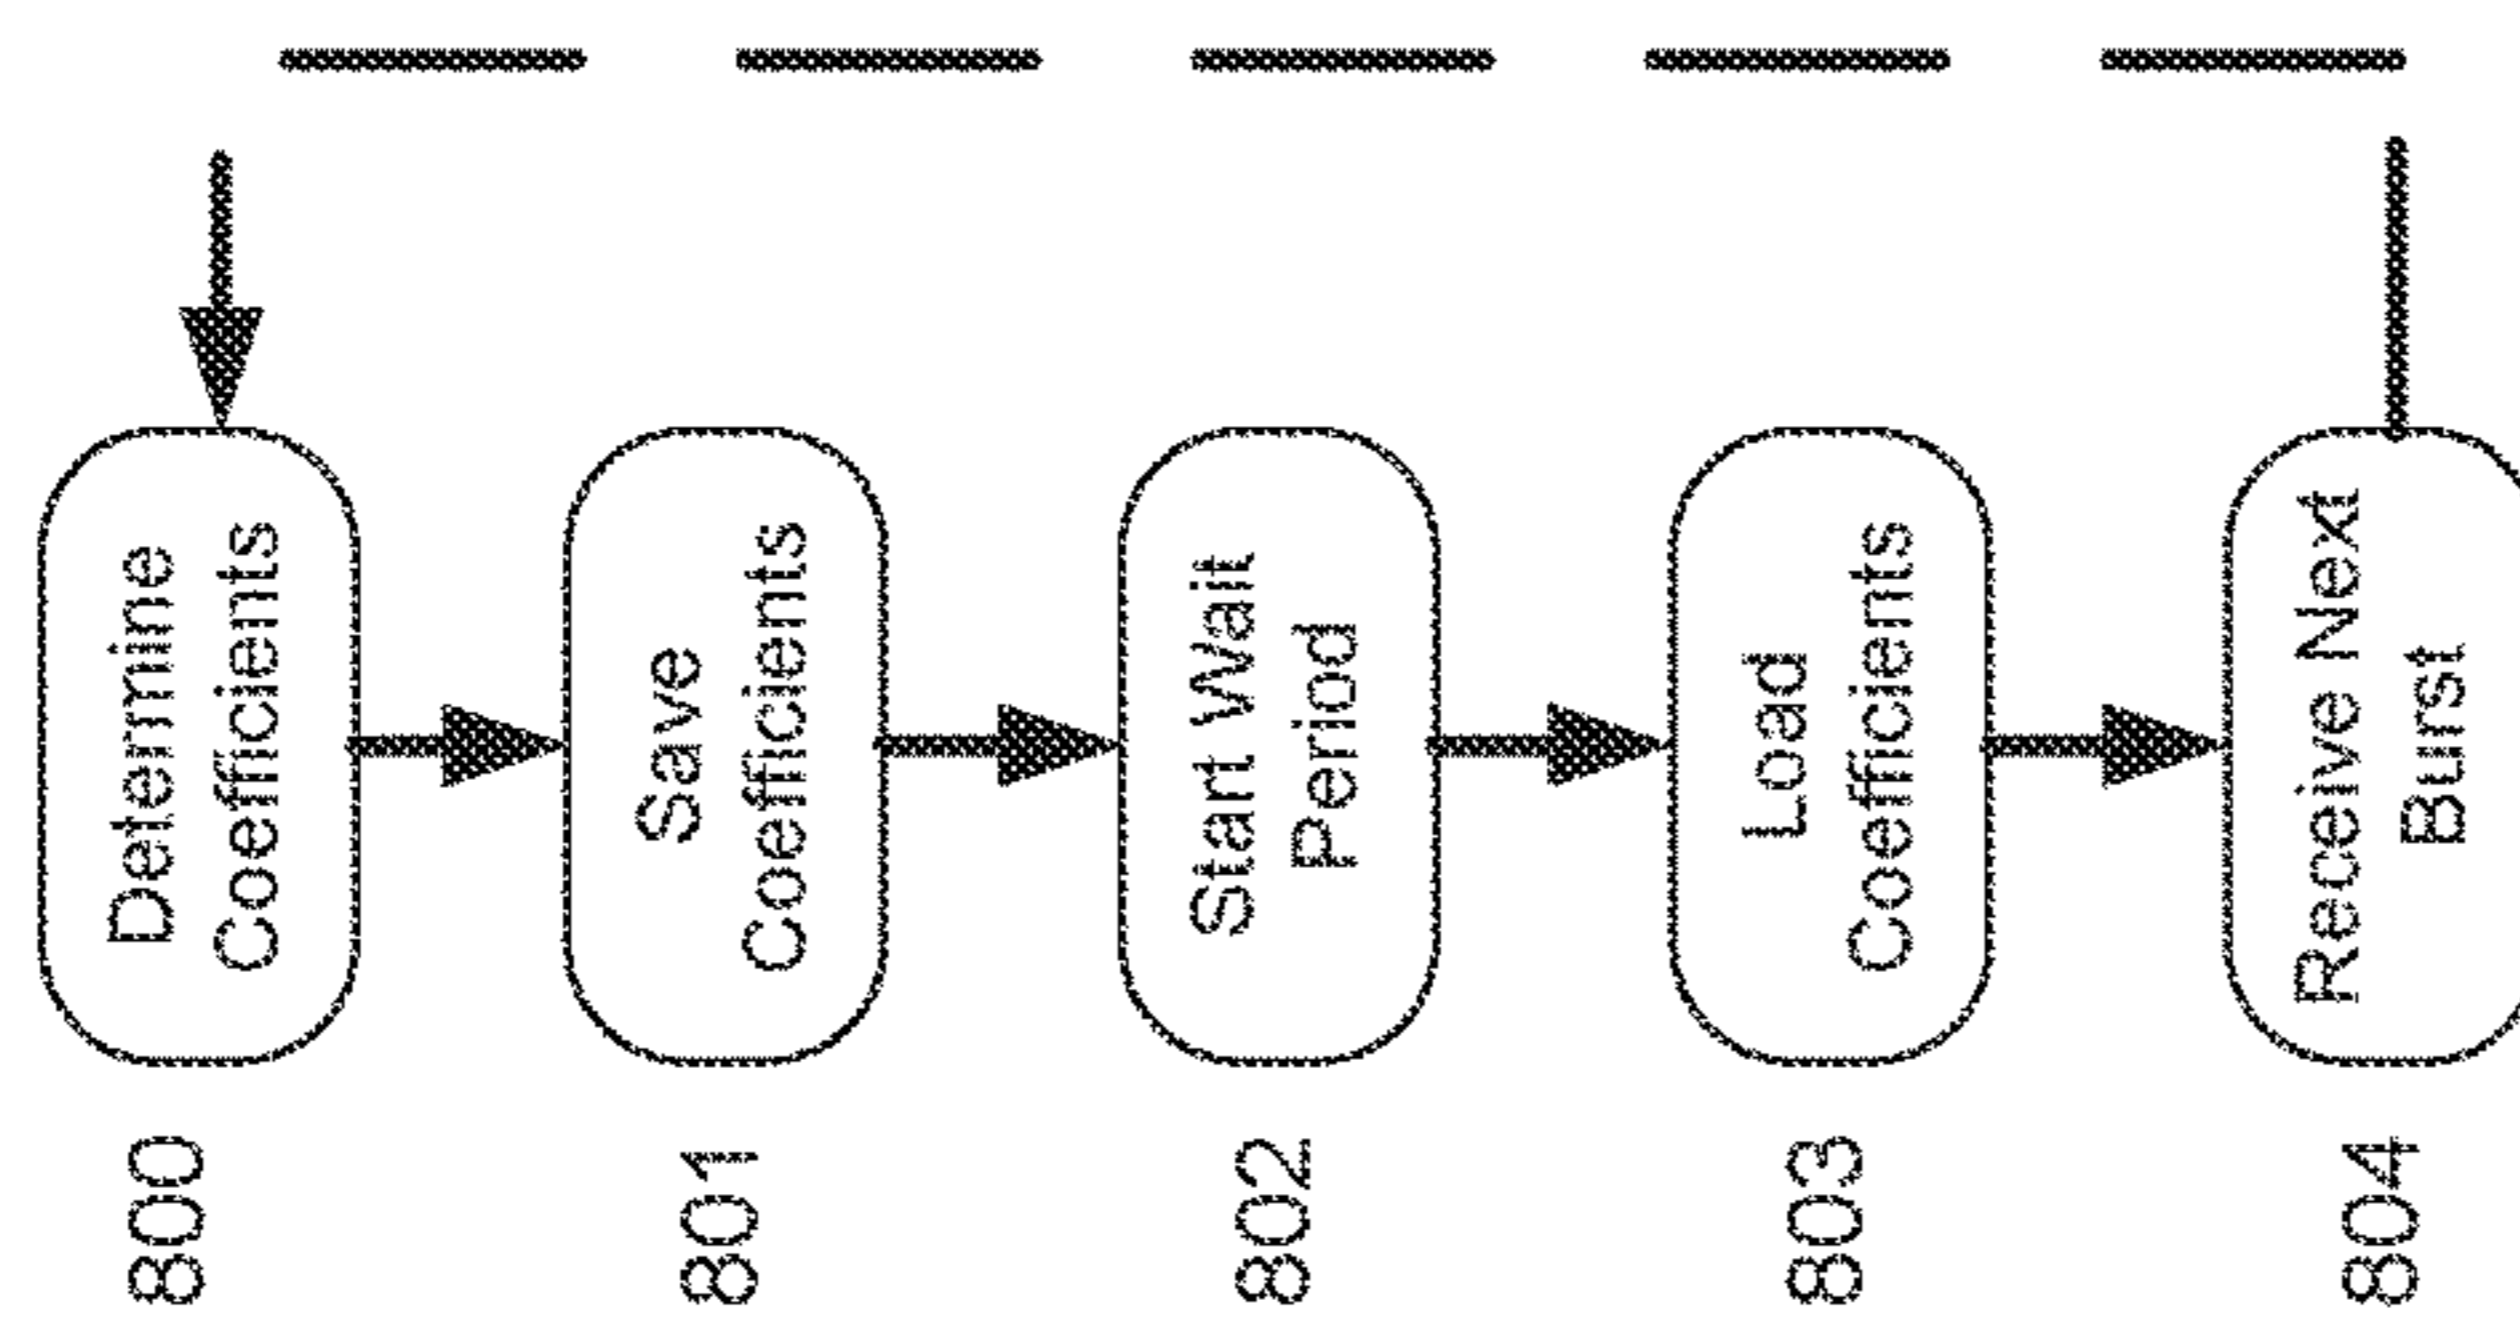 800
Determine
Coefficients
801
Save
Coefficients
802
Start Wait
Period
803
Load
Coefficients
804
Receive Next
Burst